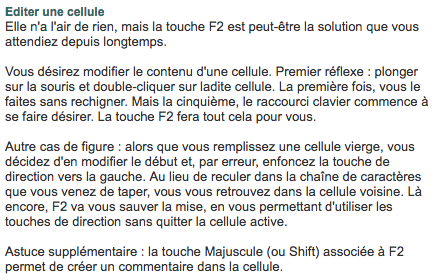 Editer une cellule
Elle n'a l'air de rien, mais la touche F2 est peut-être la solution que vous
attendiez depuis longtemps.
Vous désirez modifier le contenu d'une cellule. Premier réflexe : plonger
sur la souris et double-cliquer sur ladite cellule. La première fois, vous le
faites sans rechigner. Mais la cinquième, le raccourci clavier commence à
se faire désirer. La touche F2 fera tout cela pour vous.
Autre cas de figure : alors que vous remplissez une cellule vierge, vous
décidez d'en modifier le début et, par erreur, enfoncez la touche de
direction vers la gauche. Au lieu de reculer dans la chaîne de caractères
que vous venez de taper, vous vous retrouvez dans la cellule voisine. Là
encore, F2 va vous sauver la mise, en vous permettant d'utiliser les
touches de direction sans quitter la cellule active.
Astuce supplémentaire : la touche Majuscule (ou Shift) associée à F2
permet de créer un commentaire dans la cellule.